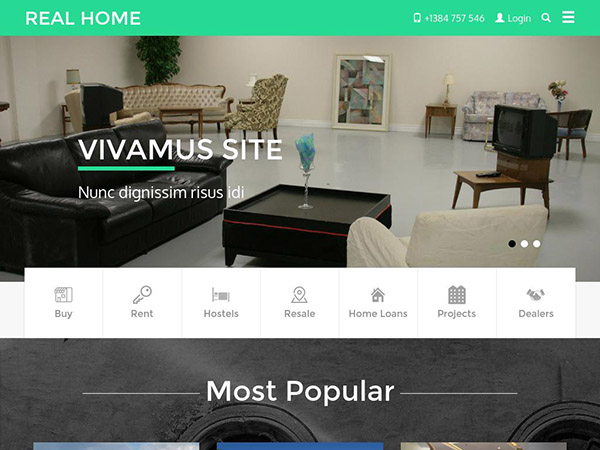 REAL HOME
+1384 757 546 Login
VIVAMUS SITE
Nunc dignissim risus idi
Buy Rent Hostels Resale Home Loans Projects Dealers
Most Popular